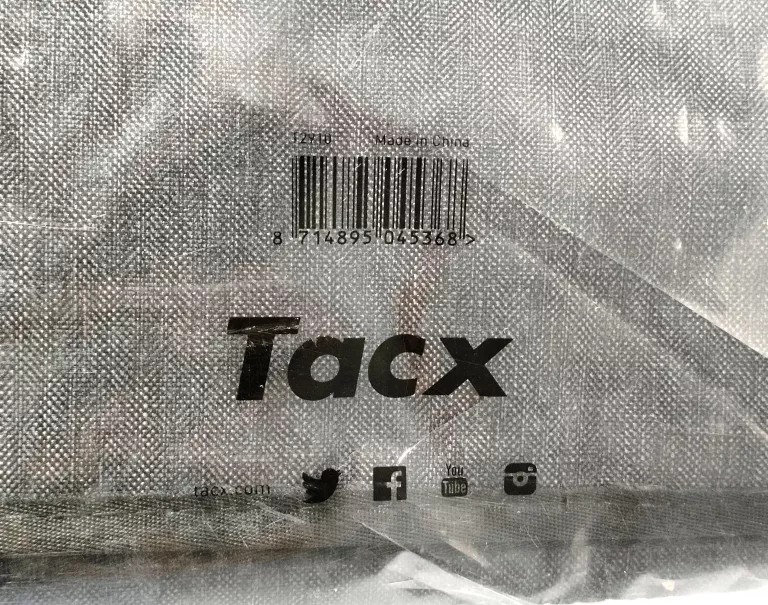 T2910 Made in China
8 714895 045368 >
Tacx
tacx.com You Tube